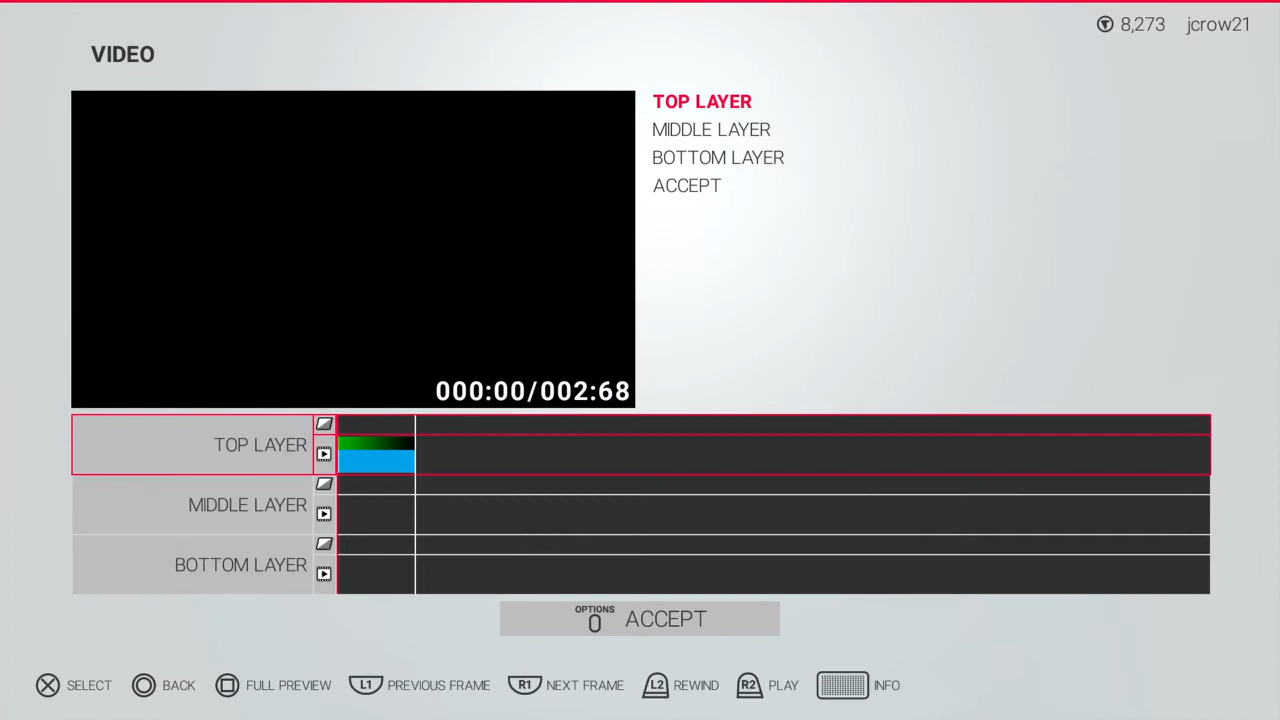 8,273 jcrow21
VIDEO
TOP LAYER
MIDDLE LAYER
BOTTOM LAYER
ACCEPT
000:00/002:68
TOP LAYER
MIDDLE LAYER
BOTTOM LAYER
OPTIONS ACCEPT
SELECT BACK FULL PREVIEW L1 PREVIOUS FRAME R1 NEXT FRAME L2 REWIND R2 PLAY INFO